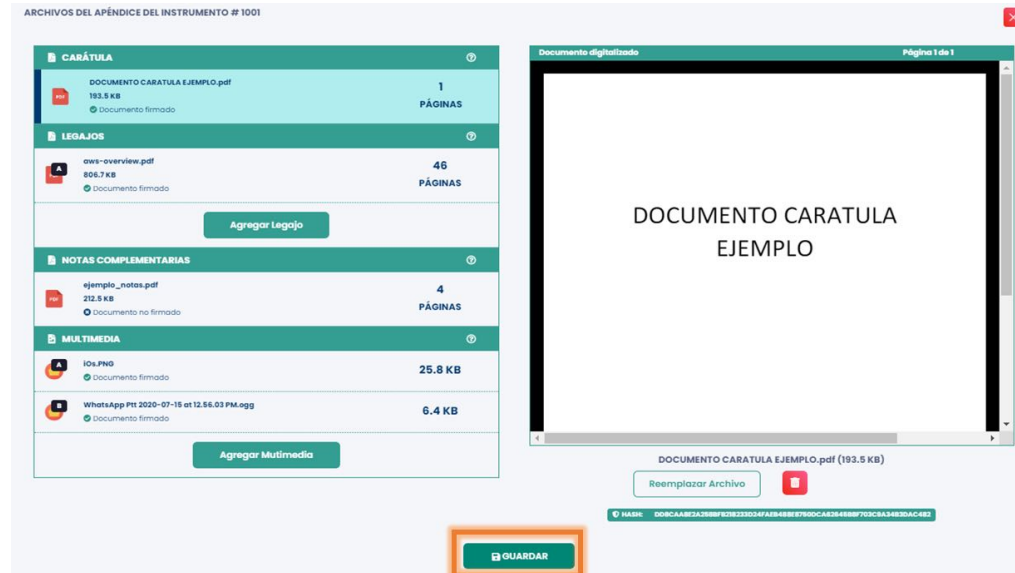 ARCHIVOS DEL APÉNDICE DEL INSTRUMENTO # 1001
CARÁTULA
DOCUMENTO CARATULA EJEMPLO.pdf
193.5 KB
Documento firmado
1
PÁGINAS
LEGAJOS
A
aws-overview.pdf
806.7 KB
Documento firmado
46
PÁGINAS
Agregar Legajo
NOTAS COMPLEMENTARIAS
PDF
ejemplo_notas.pdf
212.5 KB
Documento no firmado
4
PÁGINAS
MULTIMEDIA
A
iOs.PNG
Documento firmado
25.8 KB
B
WhatsApp Ptt 2020-07-15 at 12.56.03 PM.ogg
Documento firmado
6.4 KB
Agregar Mutimedia
Documento digitalizado
Página 1 de 1
DOCUMENTO CARATULA
EJEMPLO
DOCUMENTO CARATULA EJEMPLO.pdf (193.5 KB)
Reemplazar Archivo
HASH:
GUARDAR